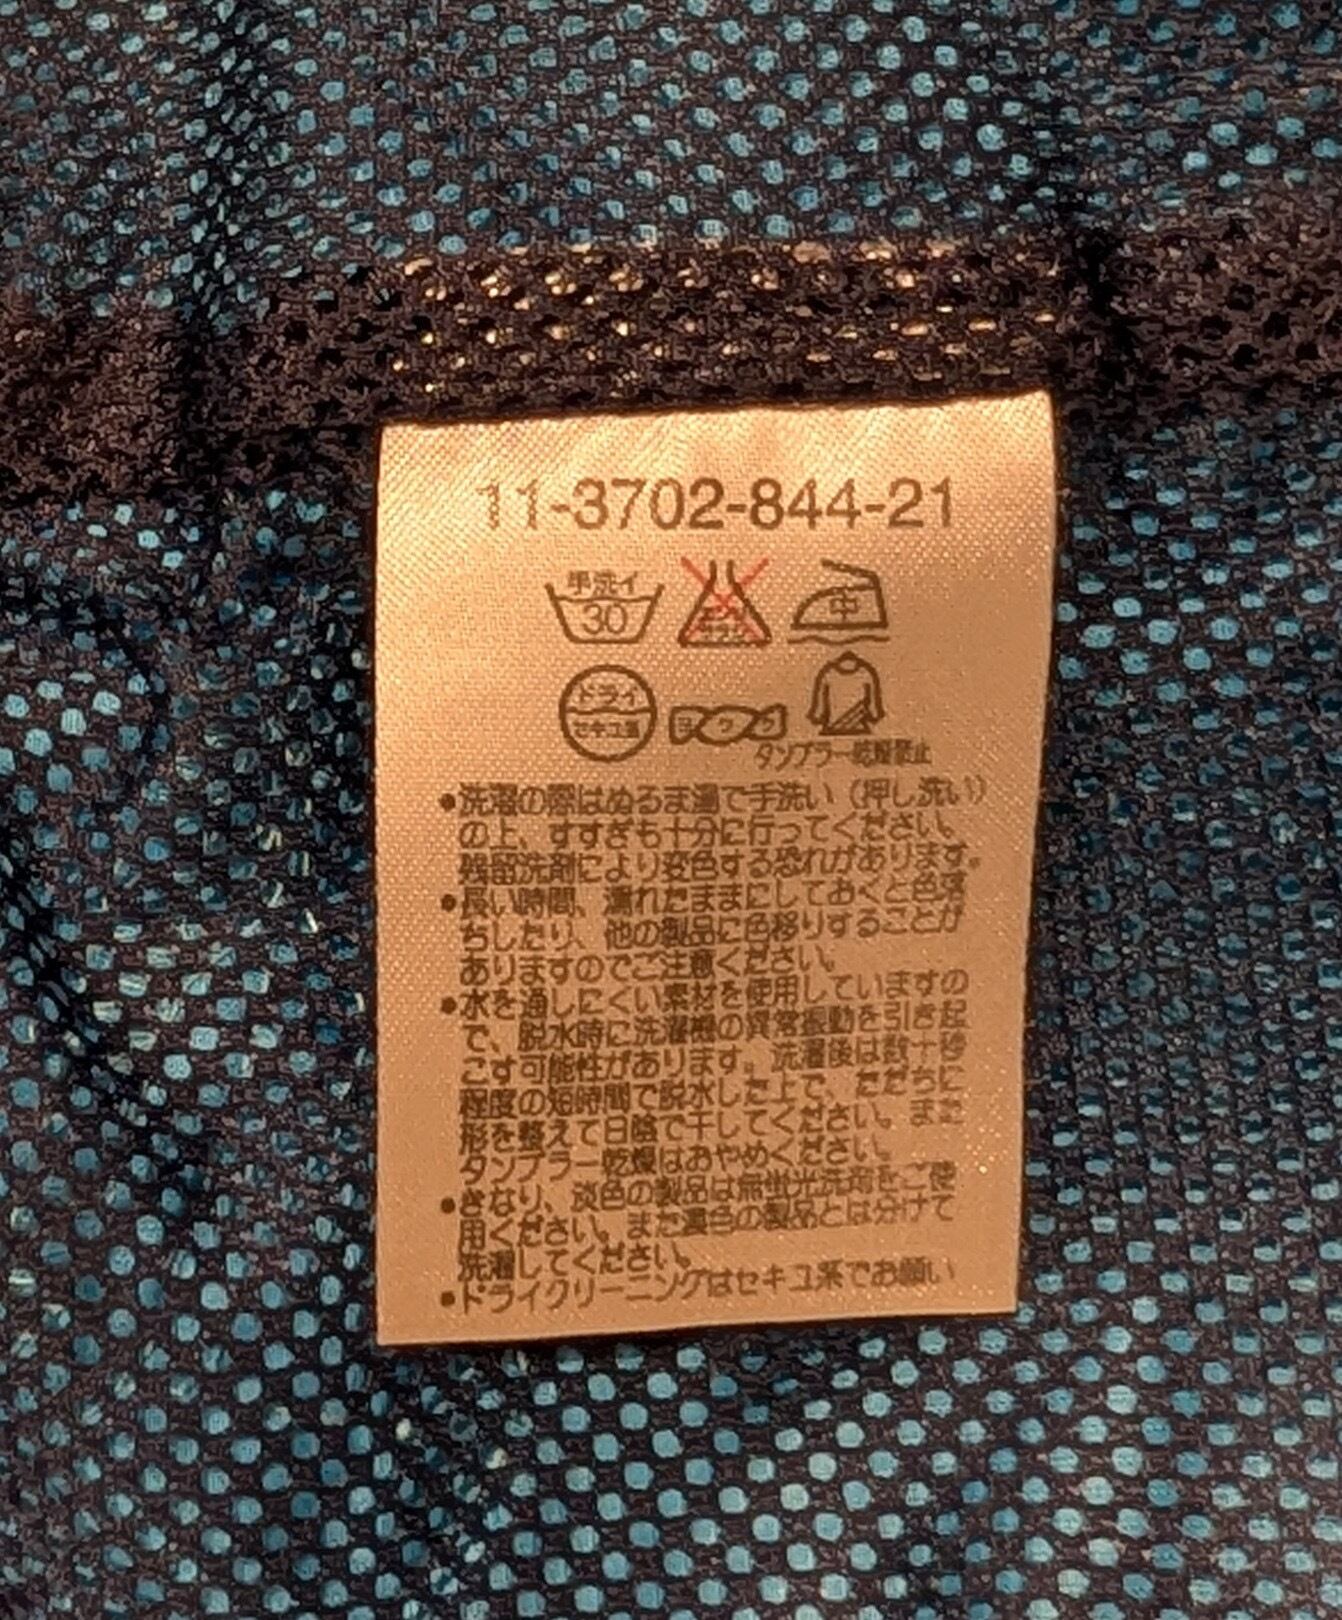 11-3702-844-21
手洗イ
30
中
ドライ
セキユ系
ヨワク
タンブラー乾燥禁止
●洗濯の際はぬるま湯で手洗い（押し洗い）
の上、すすぎも十分に行ってください。
残留洗剤により変色する恐れがあります。
●長い時間、濡れたままにしておくと色落
ちしたり、他の製品に色移りすることが
ありますのでご注意ください。
●水を通しにくい素材を使用していますの
で、脱水時に洗濯機の異常振動を引き起
こす可能性があります。洗濯後は数十秒
程度の短時間で脱水した上で、ただちに
形を整えて日陰で干してください。また
タンブラー乾燥はおやめください。
●きなり、淡色の製品は無蛍光洗剤をご使
用ください。また濃色の製品とは分けて
洗濯してください。
●ドライクリーニングはセキユ系でお願い